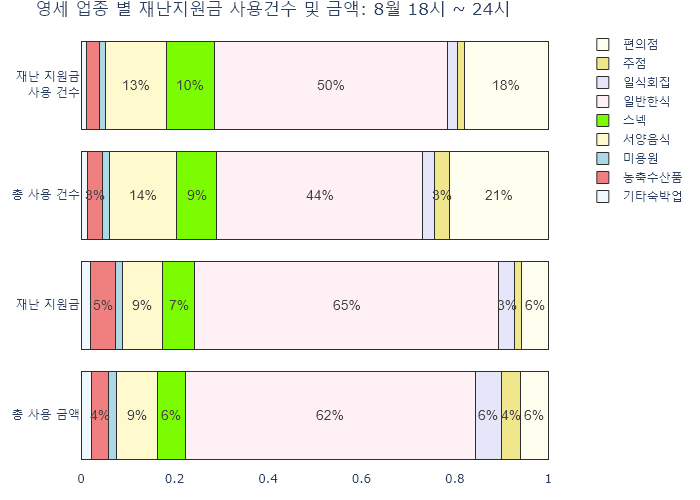 영세 업종 별 재난지원금 사용건수 및 금액: 8월 18시 ~ 24시
재난 지원금
사용 건수
13%
10%
50%
18%
총 사용 건수
3%
14%
9%
44%
3%
21%
재난 지원금
5%
9%
7%
65%
3%
6%
총 사용 금액
4%
9%
6%
62%
6%
4%
6%
0
0.2
0.4
0.6
0.8
1
편의점
주점
일식회집
일반한식
스넥
서양음식
미용원
농축수산품
기타숙박업